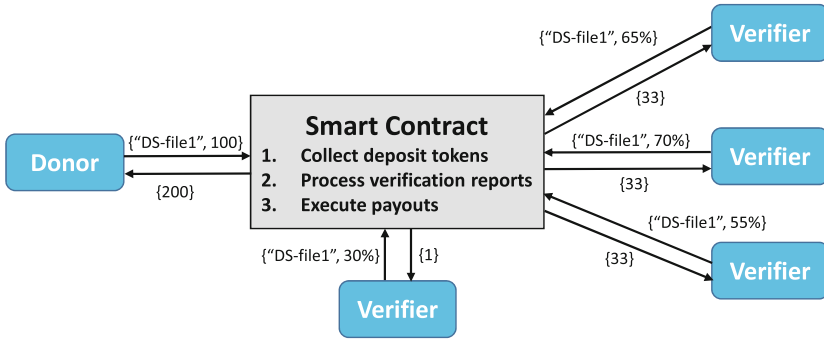 {“DS-file1”, 65%}
Verifier
{33}
Smart Contract
1. Collect deposit tokens
2. Process verification reports
3. Execute payouts
Donor
{“DS-file1”, 100}
{200}
{“DS-file1”, 70%}
Verifier
{33}
{“DS-file1”, 55%}
{33}
Verifier
{“DS-file1”, 30%}
{1}
Verifier